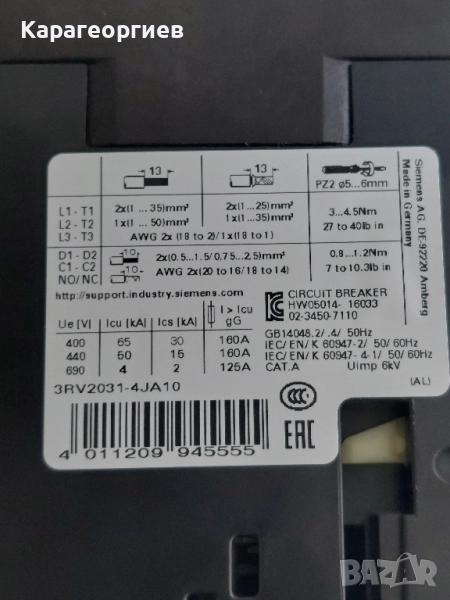 Карагеоргиев
13
13
PZ2 ø5...6mm
L1 - T1
L2 - T2
L3 - T3
2x(1 ... 35)mm²
1x(1 ... 50)mm²
2x(1 ...25)mm²
1x(1 ...35)mm²
AWG 2x (18 to 2)/1x(18 to 1)
3...4.5Nm
27 to 40lb in
D1 - D2
C1 - C2
NO/ NC
10
10
2x(0.5...1.5/0.75...2.5)mm²
AWG 2x(20 to 16/18 to 14)
0.8...1.2Nm
7 to 10.3lb in
Siemens AG, DE-92220 Amberg
Made in Germany
http://support.industry.siemens.com
CIRCUIT BREAKER
HW05014- 16033
02-3450-7110
Ue [V] Icu [kA] Ics [kA] I > Icu gG
400 65 30 160A
440 50 15 160A
690 4 2 125A
GB14048.2/ .4/ 50Hz
IEC/ EN/ K 60947-2/ 50/ 60Hz
IEC/ EN/ K 60947-4-1/ 50/ 60Hz
CAT.A Uimp 6kV
3RV2031-4JA10
(AL)
CCC
EAC
4 011209 945555
BAZAR